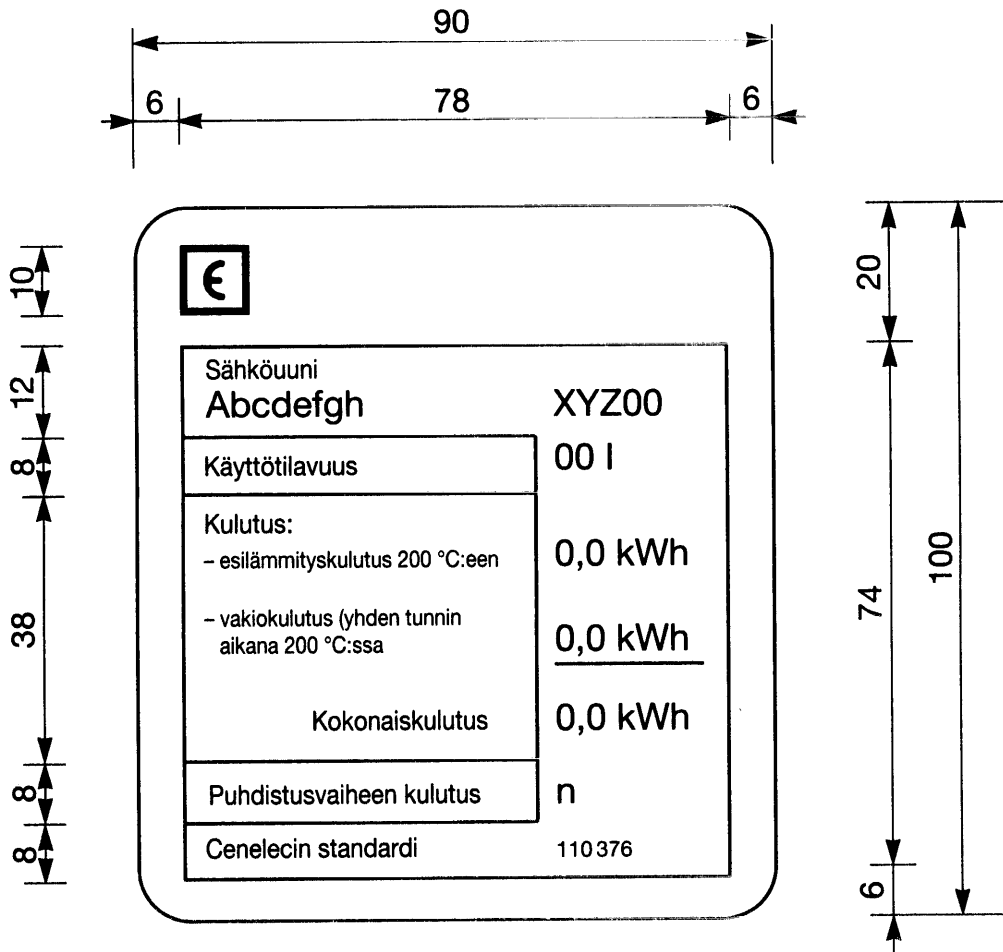 90
6 78 6
10
20
Є
Sähköuuni
Abcdefgh XYZ00
12
Käyttötilavuus 00 l
8
Kulutus:
– esilämmityskulutus 200 °C:een 0,0 kWh
100
– vakiokulutus (yhden tunnin
aikana 200 °C:ssa 0,0 kWh
38
74
Kokonaiskulutus 0,0 kWh
Puhdistusvaiheen kulutus n
8
Cenelecin standardi 110 376
8
6